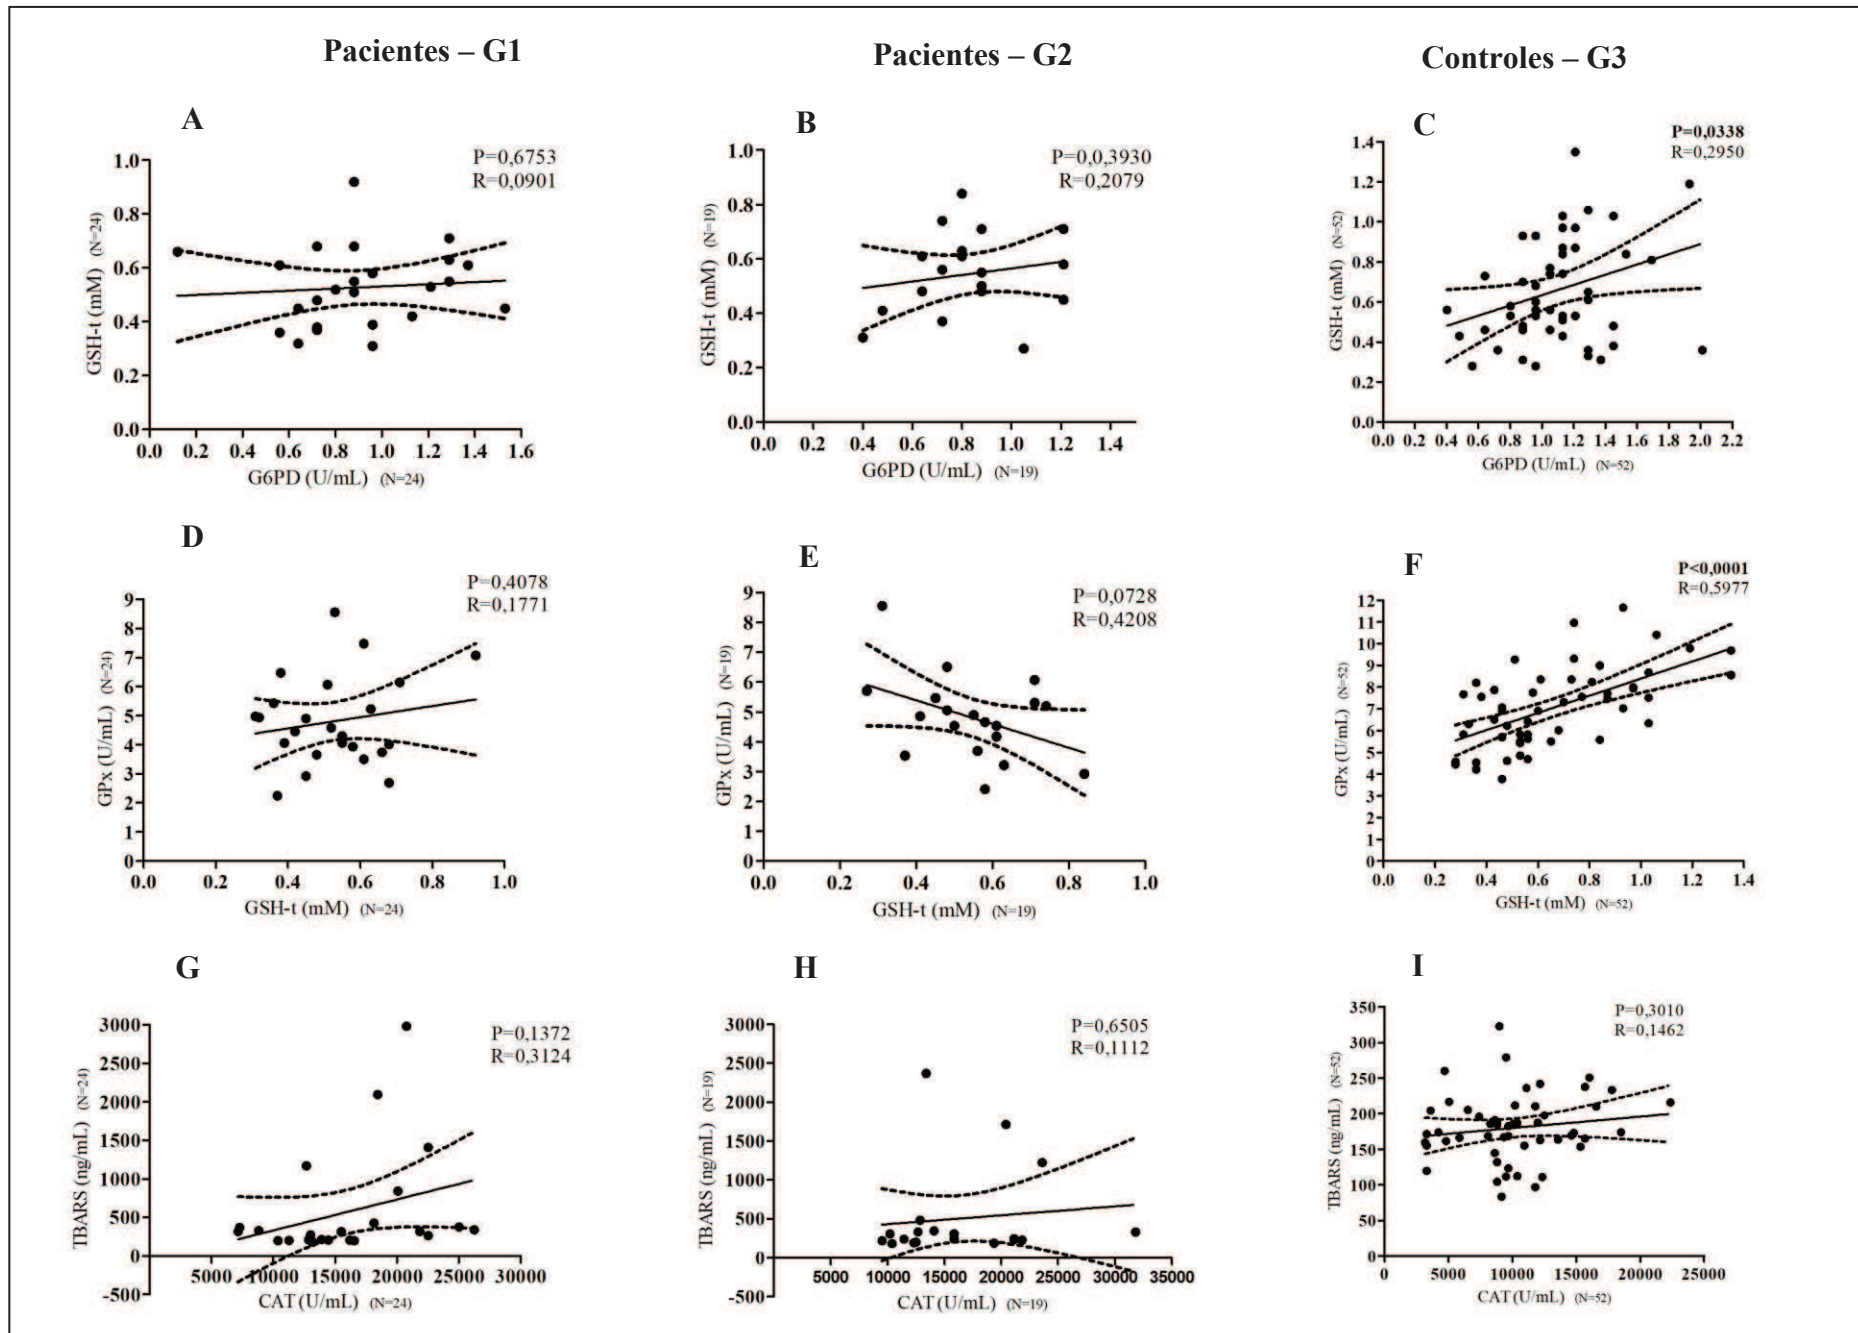 Pacientes – G1
Pacientes – G2
Controles – G3
A
P=0,6753
R=0,0901
GSH-t (mM) (N=24)
1.0
0.8
0.6
0.4
0.2
0.0
0.0 0.2 0.4 0.6 0.8 1.0 1.2 1.4 1.6
G6PD (U/mL) (N=24)
B
P=0,0,3930
R=0,2079
GSH-t (mM) (N=19)
1.0
0.8
0.6
0.4
0.2
0.0
0.0 0.2 0.4 0.6 0.8 1.0 1.2 1.4
G6PD (U/mL) (N=19)
C
P=0,0338
R=0,2950
GSH-t (mM) (N=52)
1.4
1.2
1.0
0.8
0.6
0.4
0.2
0.0
0.0 0.2 0.4 0.6 0.8 1.0 1.2 1.4 1.6 1.8 2.0 2.2
G6PD (U/mL) (N=52)
D
P=0,4078
R=0,1771
GPx (U/mL) (N=24)
9
8
7
6
5
4
3
2
1
0
0.0 0.2 0.4 0.6 0.8 1.0
GSH-t (mM) (N=24)
E
P=0,0728
R=0,4208
GPx (U/mL) (N=19)
9
8
7
6
5
4
3
2
1
0
0.0 0.2 0.4 0.6 0.8 1.0
GSH-t (mM) (N=19)
F
P<0,0001
R=0,5977
GPx (U/mL) (N=52)
12
11
10
9
8
7
6
5
4
3
2
1
0
0.0 0.2 0.4 0.6 0.8 1.0 1.2 1.4
GSH-t (mM) (N=52)
G
P=0,1372
R=0,3124
TBARS (ng/mL) (N=24)
3000
2500
2000
1500
1000
500
0
-500
5000 10000 15000 20000 25000 30000
CAT (U/mL) (N=24)
H
P=0,6505
R=0,1112
TBARS (ng/mL) (N=19)
3000
2500
2000
1500
1000
500
0
-500
5000 10000 15000 20000 25000 30000 35000
CAT (U/mL) (N=19)
I
P=0,3010
R=0,1462
TBARS (ng/mL) (N=52)
350
300
250
200
150
100
50
0
0 5000 10000 15000 20000 25000
CAT (U/mL) (N=52)